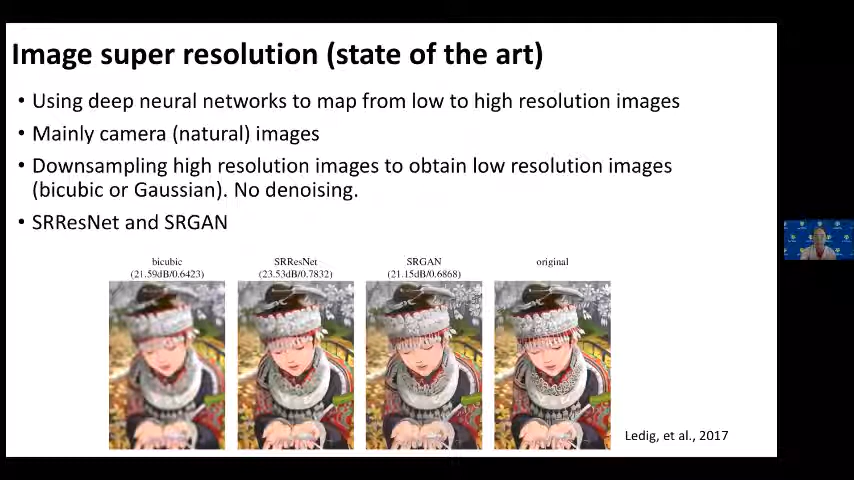 Image super resolution (state of the art)
• Using deep neural networks to map from low to high resolution images
• Mainly camera (natural) images
• Downsampling high resolution images to obtain low resolution images
(bicubic or Gaussian). No denoising.
• SRResNet and SRGAN
bicubic
(21.59dB/0.6423)
SRResNet
(23.53dB/0.7832)
SRGAN
(21.15dB/0.6868)
original
Ledig, et al., 2017